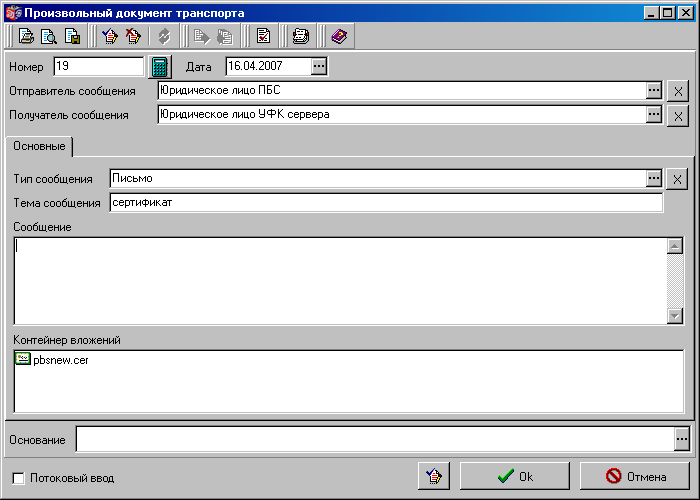 Произвольный документ транспорта
Номер 19 Дата 16.04.2007 ...
Отправитель сообщения Юридическое лицо ПБС ... X
Получатель сообщения Юридическое лицо УФК сервера ... X
Основные
Тип сообщения Письмо ... X
Тема сообщения сертификат
Сообщение
Контейнер вложений
pbsnew.cer
Основание ...
Потоковый ввод Ok Отмена